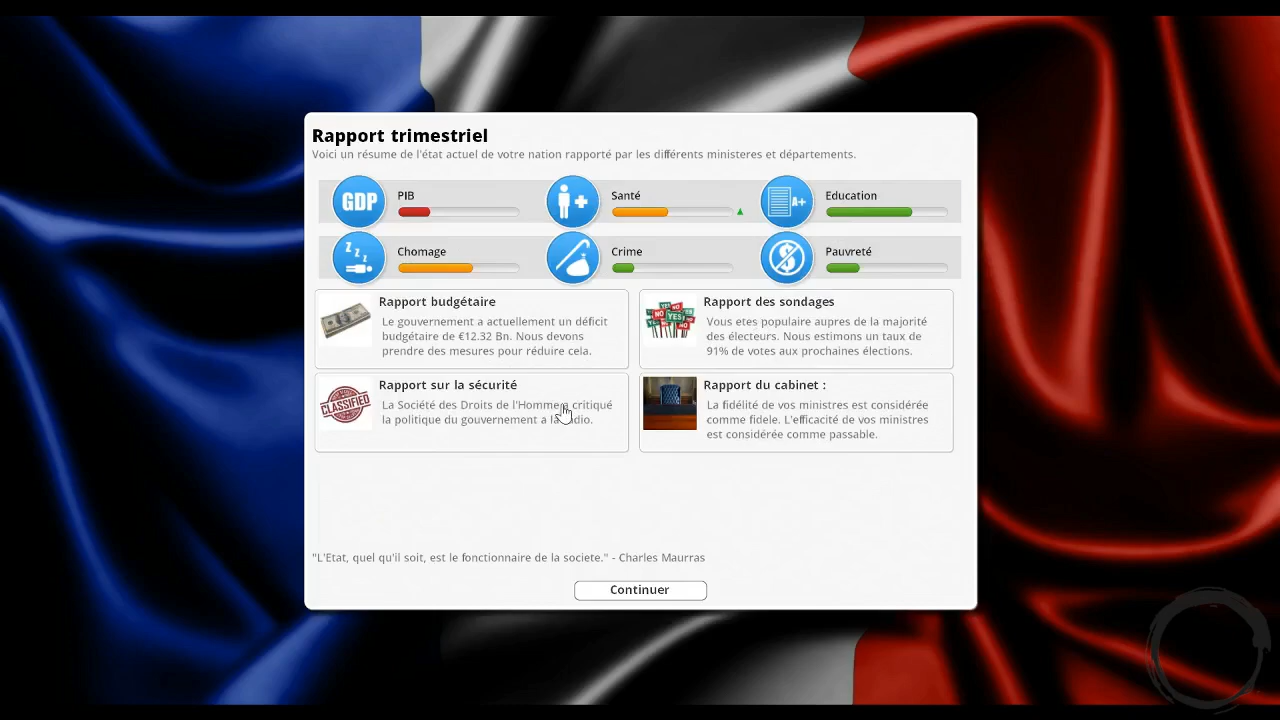 Rapport trimestriel
Voici un résume de l'état actuel de votre nation rapporté par les différents ministeres et départements.
GDP
PIB
Santé
A+
Education
Z Z Z
Chomage
Crime
$
Pauvreté
Rapport budgétaire
Le gouvernement a actuellement un déficit
budgétaire de €12.32 Bn. Nous devons
prendre des mesures pour réduire cela.
YES NO
NO YES
Rapport des sondages
Vous etes populaire aupres de la majorité
des électeurs. Nous estimons un taux de
91% de votes aux prochaines élections.
CLASSIFIED
Rapport sur la sécurité
La Société des Droits de l'Homme a critiqué
la politique du gouvernement a la
Rapport du cabinet :
La fidélité de vos ministres est considérée
comme fidele. L'efficacité de vos ministres
est considérée comme passable.
"L'Etat, quel qu'il soit, est le fonctionnaire de la societe." - Charles Maurras
Continuer